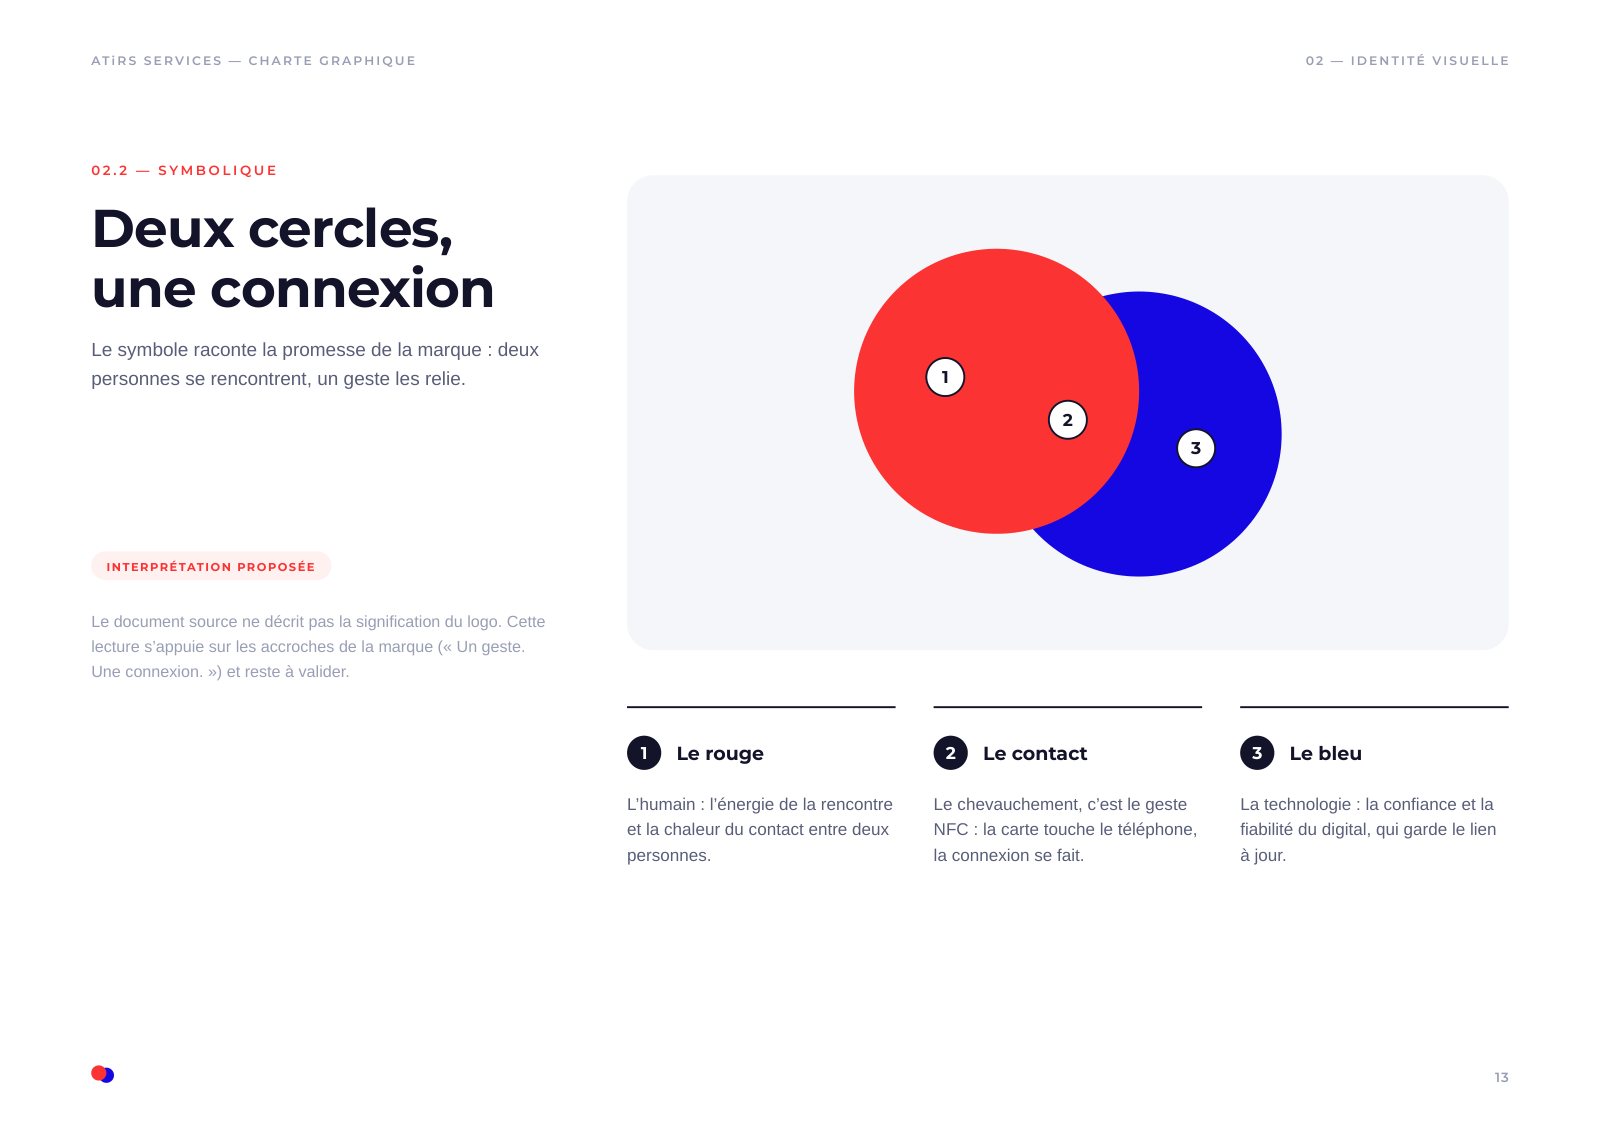 ATiRS SERVICES — CHARTE GRAPHIQUE
02 — IDENTITÉ VISUELLE
02.2 — SYMBOLIQUE
Deux cercles,
une connexion
Le symbole raconte la promesse de la marque : deux
personnes se rencontrent, un geste les relie.
INTERPRÉTATION PROPOSÉE
Le document source ne décrit pas la signification du logo. Cette
lecture s’appuie sur les accroches de la marque (« Un geste.
Une connexion. ») et reste à valider.
1
2
3
1 Le rouge
L’humain : l’énergie de la rencontre
et la chaleur du contact entre deux
personnes.
2 Le contact
Le chevauchement, c’est le geste
NFC : la carte touche le téléphone,
la connexion se fait.
3 Le bleu
La technologie : la confiance et la
fiabilité du digital, qui garde le lien
à jour.
13